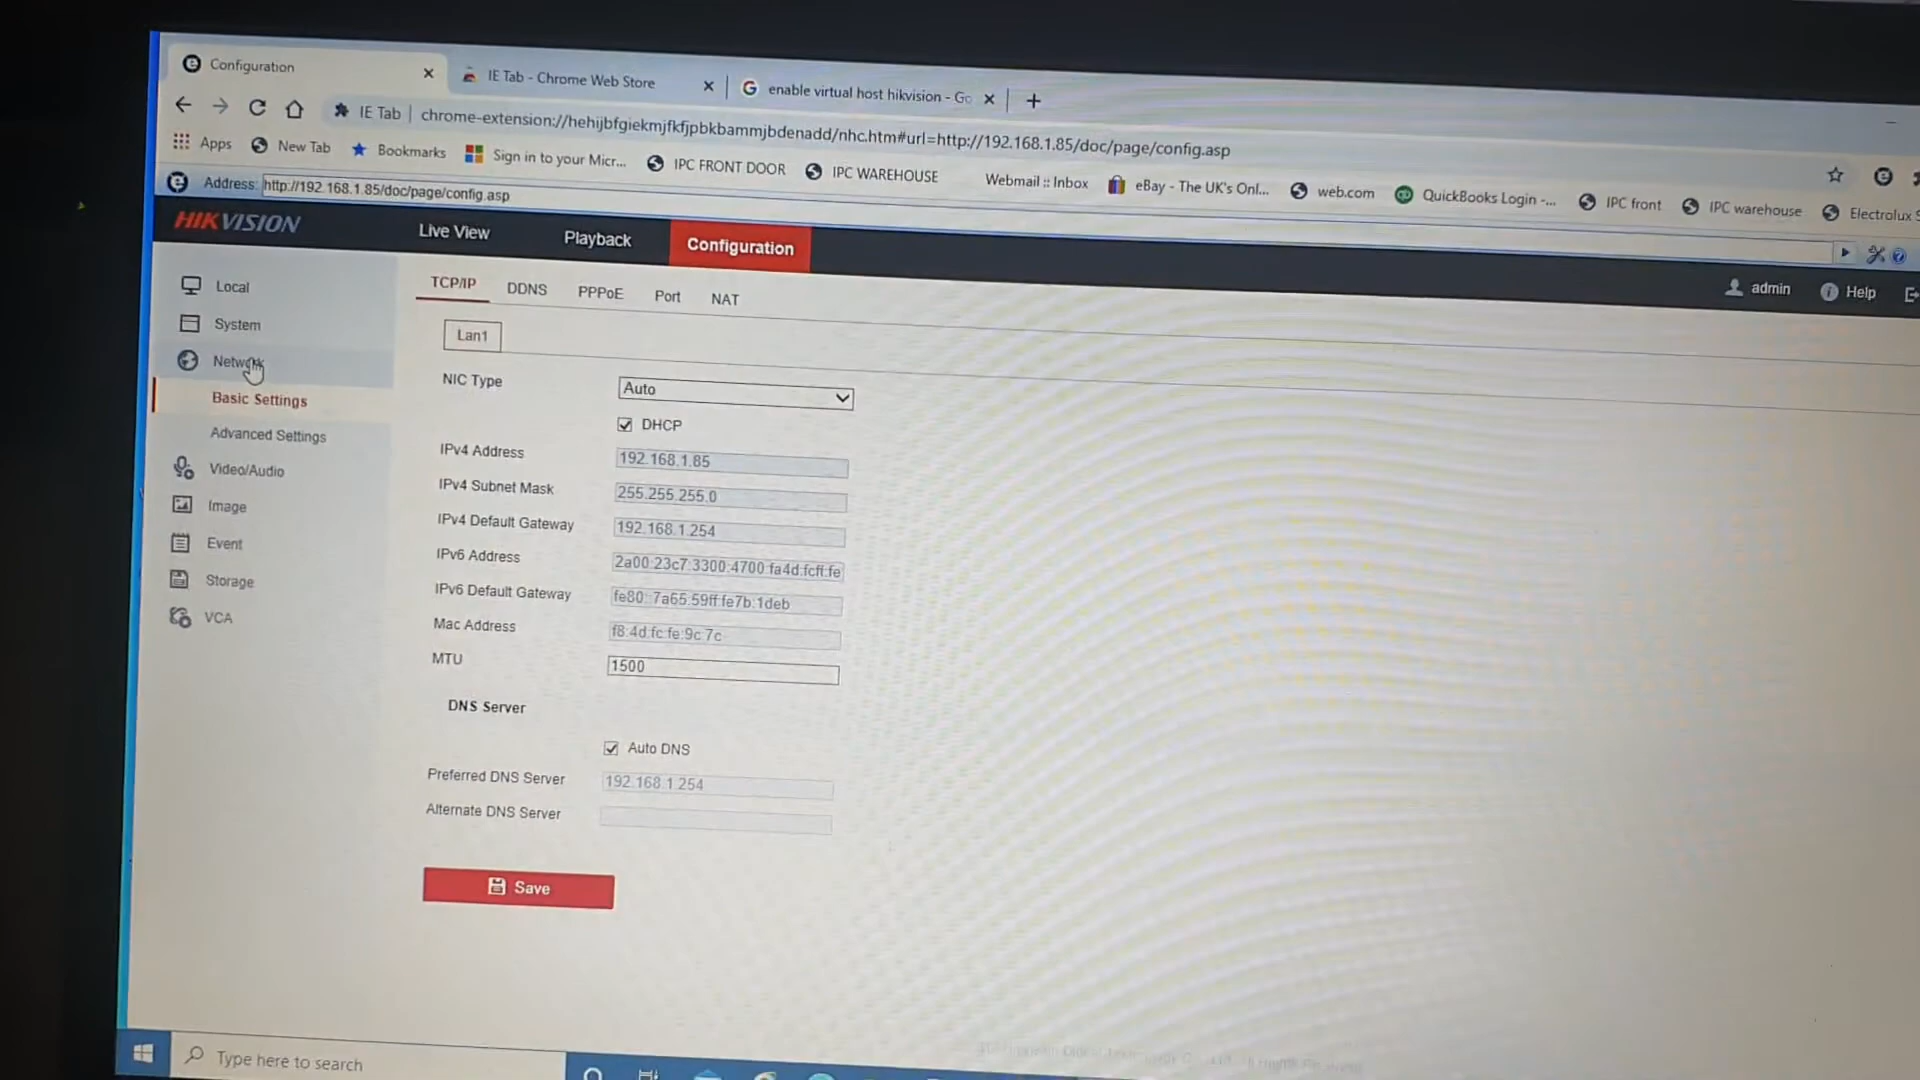 Configuration
IE Tab - Chrome Web Store
enable virtual host hikvision - Go
IE Tab
chrome-extension://hehijbfgiekmjfkfjpbkbammjbdenadd/nhc.htm#url=http://192.168.1.85/doc/page/config.asp
Apps
New Tab
Bookmarks
Sign in to your Micr...
IPC FRONT DOOR
IPC WAREHOUSE
Webmail :: Inbox
eBay - The UK's Onl...
web.com
QuickBooks Login -...
IPC front
IPC warehouse
Electrolux S
Address: http://192.168.1.85/doc/page/config.asp
HIKVISION
Live View
Playback
Configuration
admin
Help
Local
System
Network
Basic Settings
Advanced Settings
Video/Audio
Image
Event
Storage
VCA
TCP/IP
DDNS
PPPoE
Port
NAT
Lan1
NIC Type
Auto
DHCP
IPv4 Address
192.168.1.85
IPv4 Subnet Mask
255.255.255.0
IPv4 Default Gateway
192.168.1.254
IPv6 Address
2a00:23c7:3300:4700:fa4d:fcff:fe
IPv6 Default Gateway
fe80::7a65:59ff:fe7b:1deb
Mac Address
f8:4d:fc:fe:9c:7c
MTU
1500
DNS Server
Auto DNS
Preferred DNS Server
192.168.1.254
Alternate DNS Server
Save
Type here to search